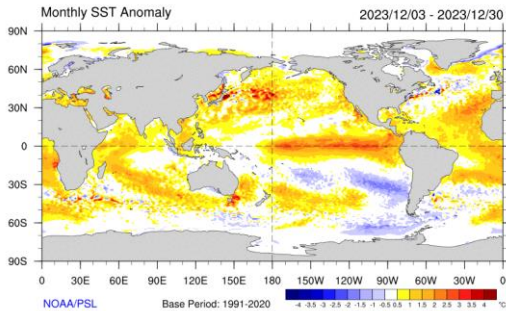 Monthly SST Anomaly 2023/12/03 - 2023/12/30
90N
60N
30N
0
30S
60S
90S
0 30E 60E 90E 120E 150E 180 150W 120W 90W 60W 30W 0
NOAA/PSL Base Period: 1991-2020
-4 -3.5 -3 -2.5 -2 -1.5 -1 -0.5 0.5 1 1.5 2 2.5 3 3.5 4 °C